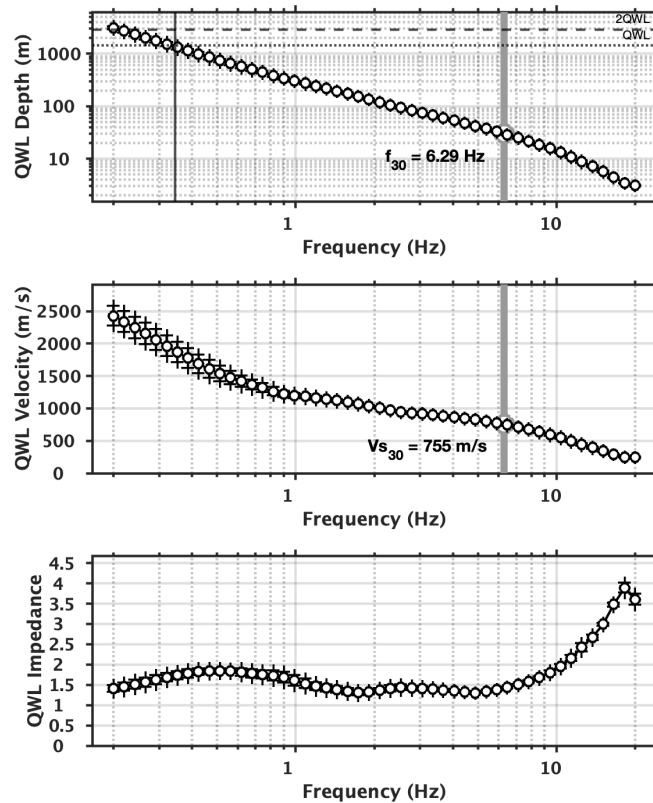 2QWL
QWL
1000
100
10
QWL Depth (m)
f30 = 6.29 Hz
1 10
Frequency (Hz)
2500
2000
1500
1000
500
0
QWL Velocity (m/s)
Vs30 = 755 m/s
1 10
Frequency (Hz)
4.5
4
3.5
3
2.5
2
1.5
1
0.5
0
QWL Impedance
1 10
Frequency (Hz)